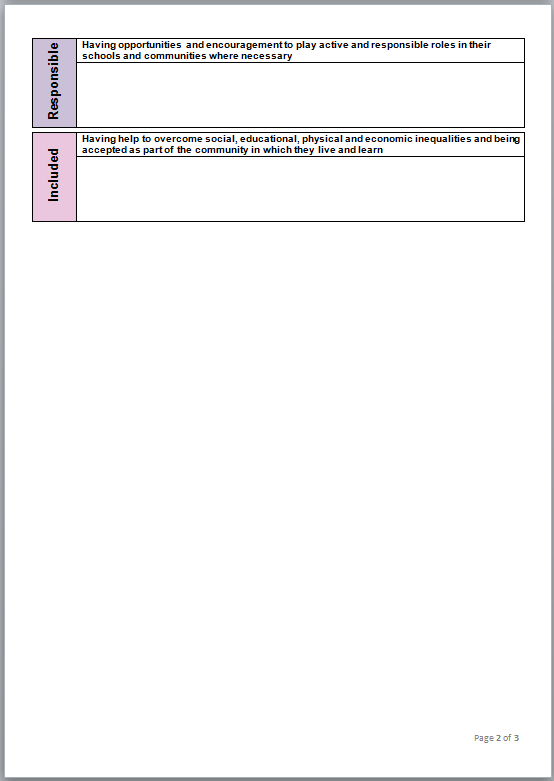 Responsible
Having opportunities and encouragement to play active and responsible roles in their
schools and communities where necessary
Included
Having help to overcome social, educational, physical and economic inequalities and being
accepted as part of the community in which they live and learn
Page 2 of 3